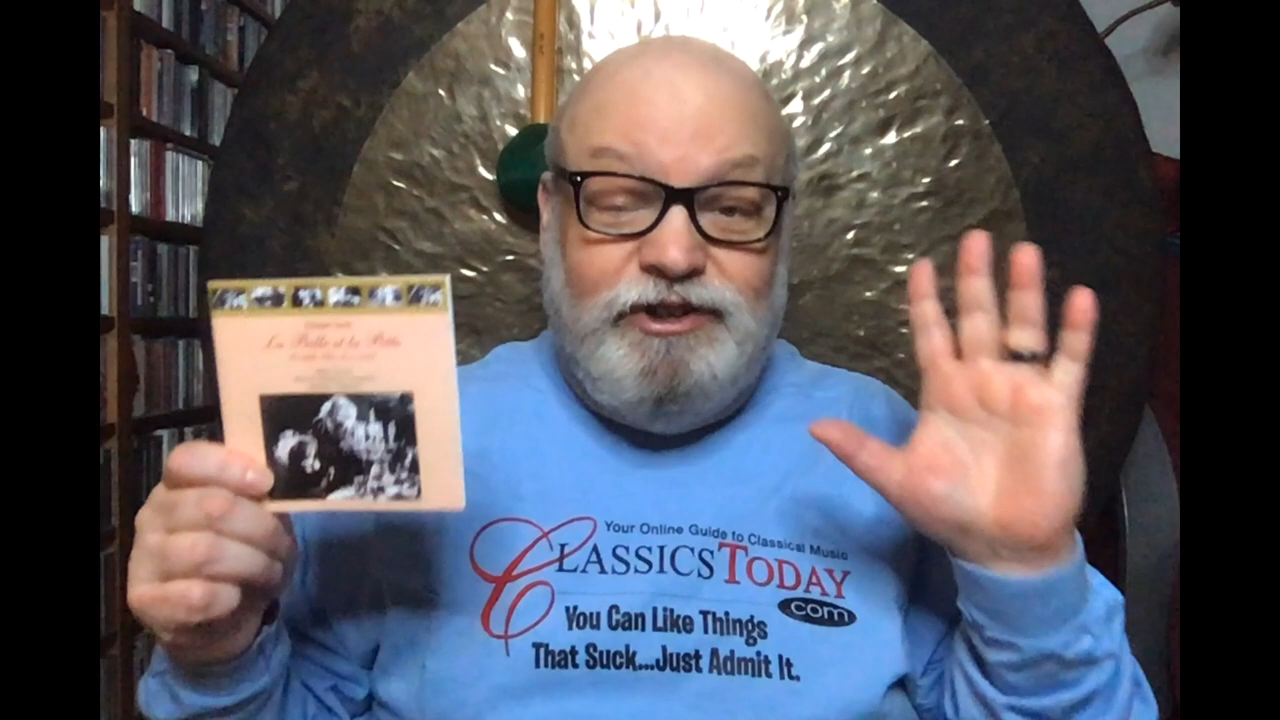 La Belle et la Bête
Your Online Guide to Classical Music
CLASSICSTODAY
.com
You Can Like Things
That Suck...Just Admit It.